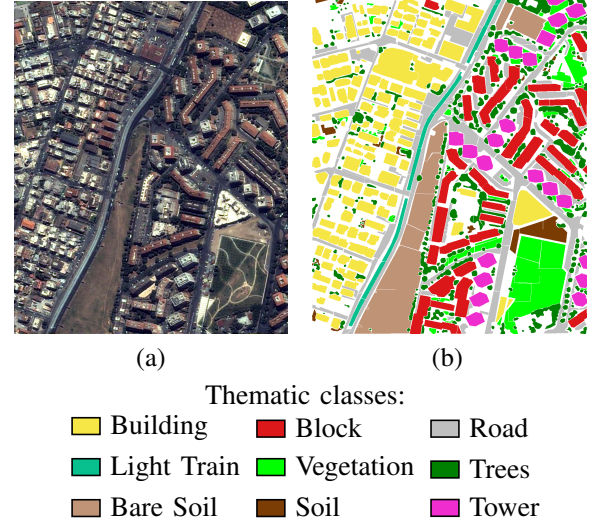 (a) (b)
Thematic classes:
Building Block Road
Light Train Vegetation Trees
Bare Soil Soil Tower